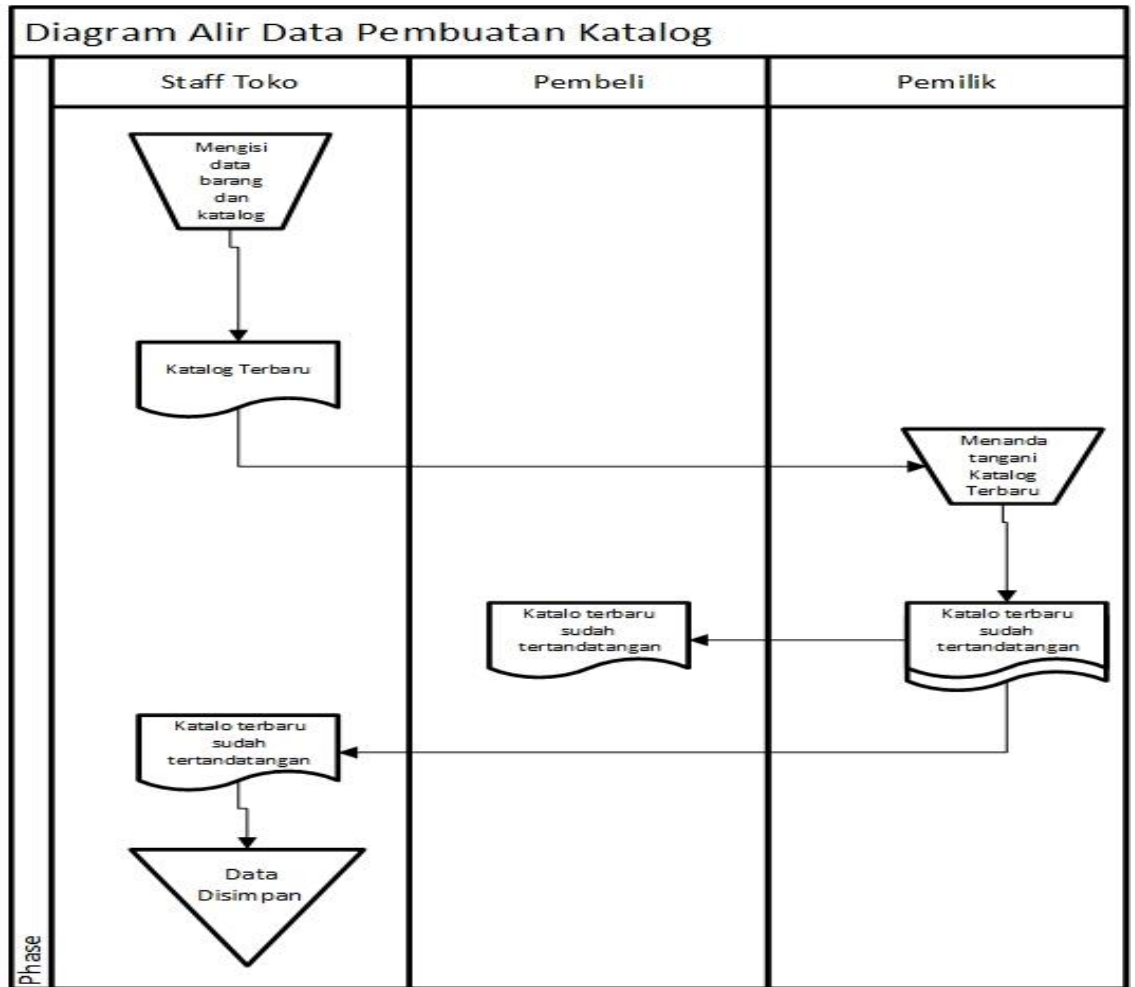 Diagram Alir Data Pembuatan Katalog
Staff Toko
Pembeli
Pemilik
Mengisi
data
barang
dan
katalog
Katalog Terbaru
Menanda
tangani
Katalog
Terbaru
Katalo terbaru
sudah
tertandatangan
Katalo terbaru
sudah
tertandatangan
Katalo terbaru
sudah
tertandatangan
Data
Disimpan
Phase